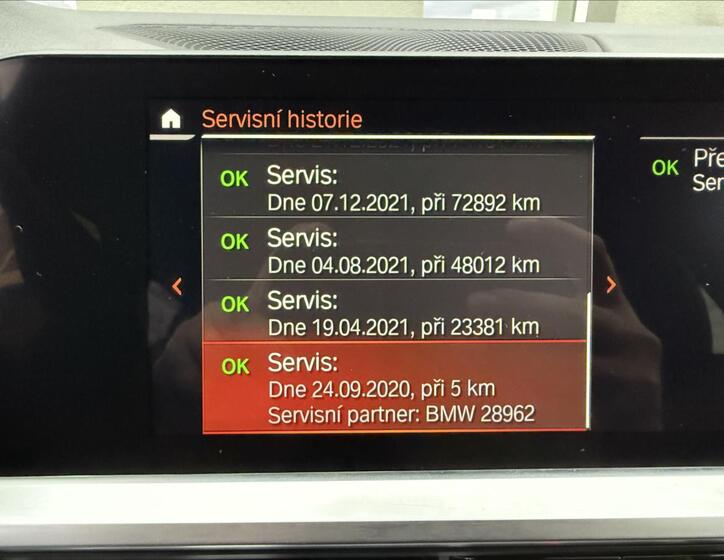 Servisní historie
OK Servis:
Dne 07.12.2021, při 72892 km
OK Servis:
Dne 04.08.2021, při 48012 km
OK Servis:
Dne 19.04.2021, při 23381 km
OK Servis:
Dne 24.09.2020, při 5 km
Servisní partner: BMW 28962
OK Pře
Ser